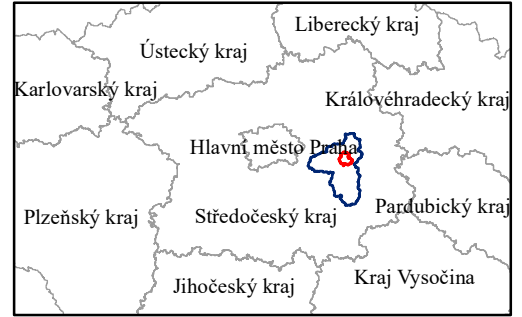 Liberecký kraj
Ústecký kraj
Karlovarský kraj
Královéhradecký kraj
Hlavní město Praha
Plzeňský kraj
Středočeský kraj
Pardubický kraj
Jihočeský kraj
Kraj Vysočina